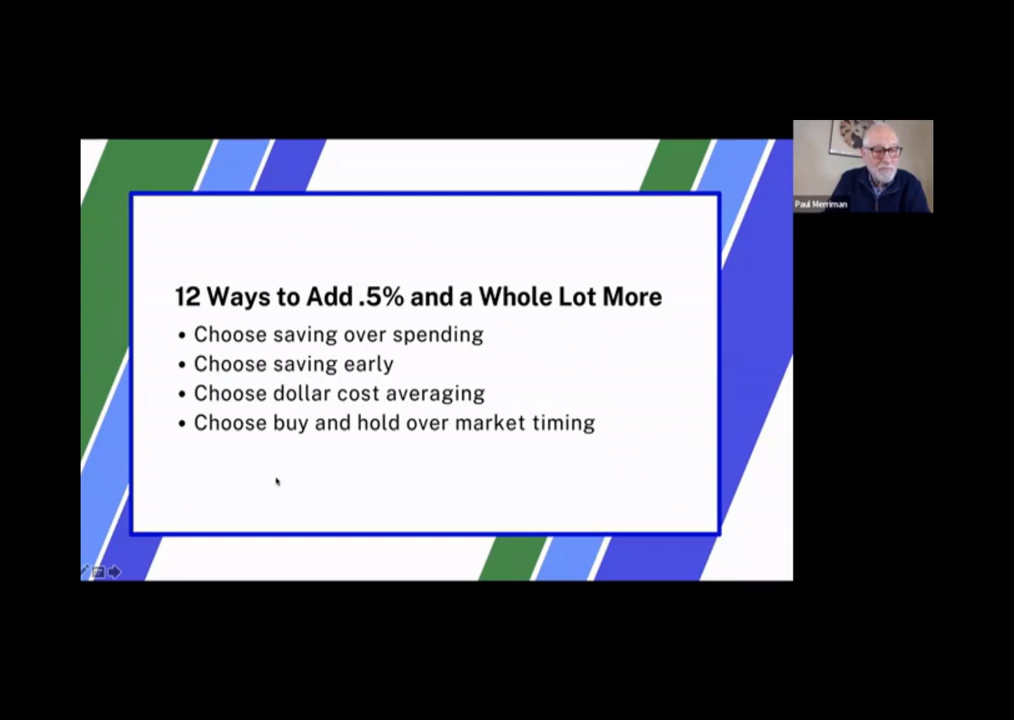 12 Ways to Add .5% and a Whole Lot More
• Choose saving over spending
• Choose saving early
• Choose dollar cost averaging
• Choose buy and hold over market timing
Paul Merriman